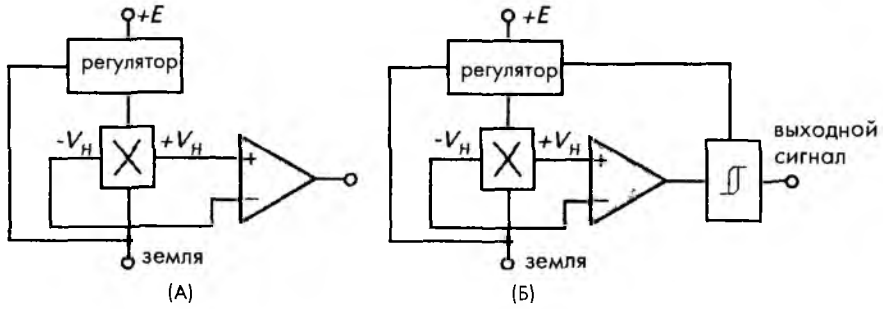 +E
регулятор
-V_H
+V_H
+
−
земля
(А)
+E
регулятор
-V_H
+V_H
+
−
выходной
сигнал
земля
(Б)